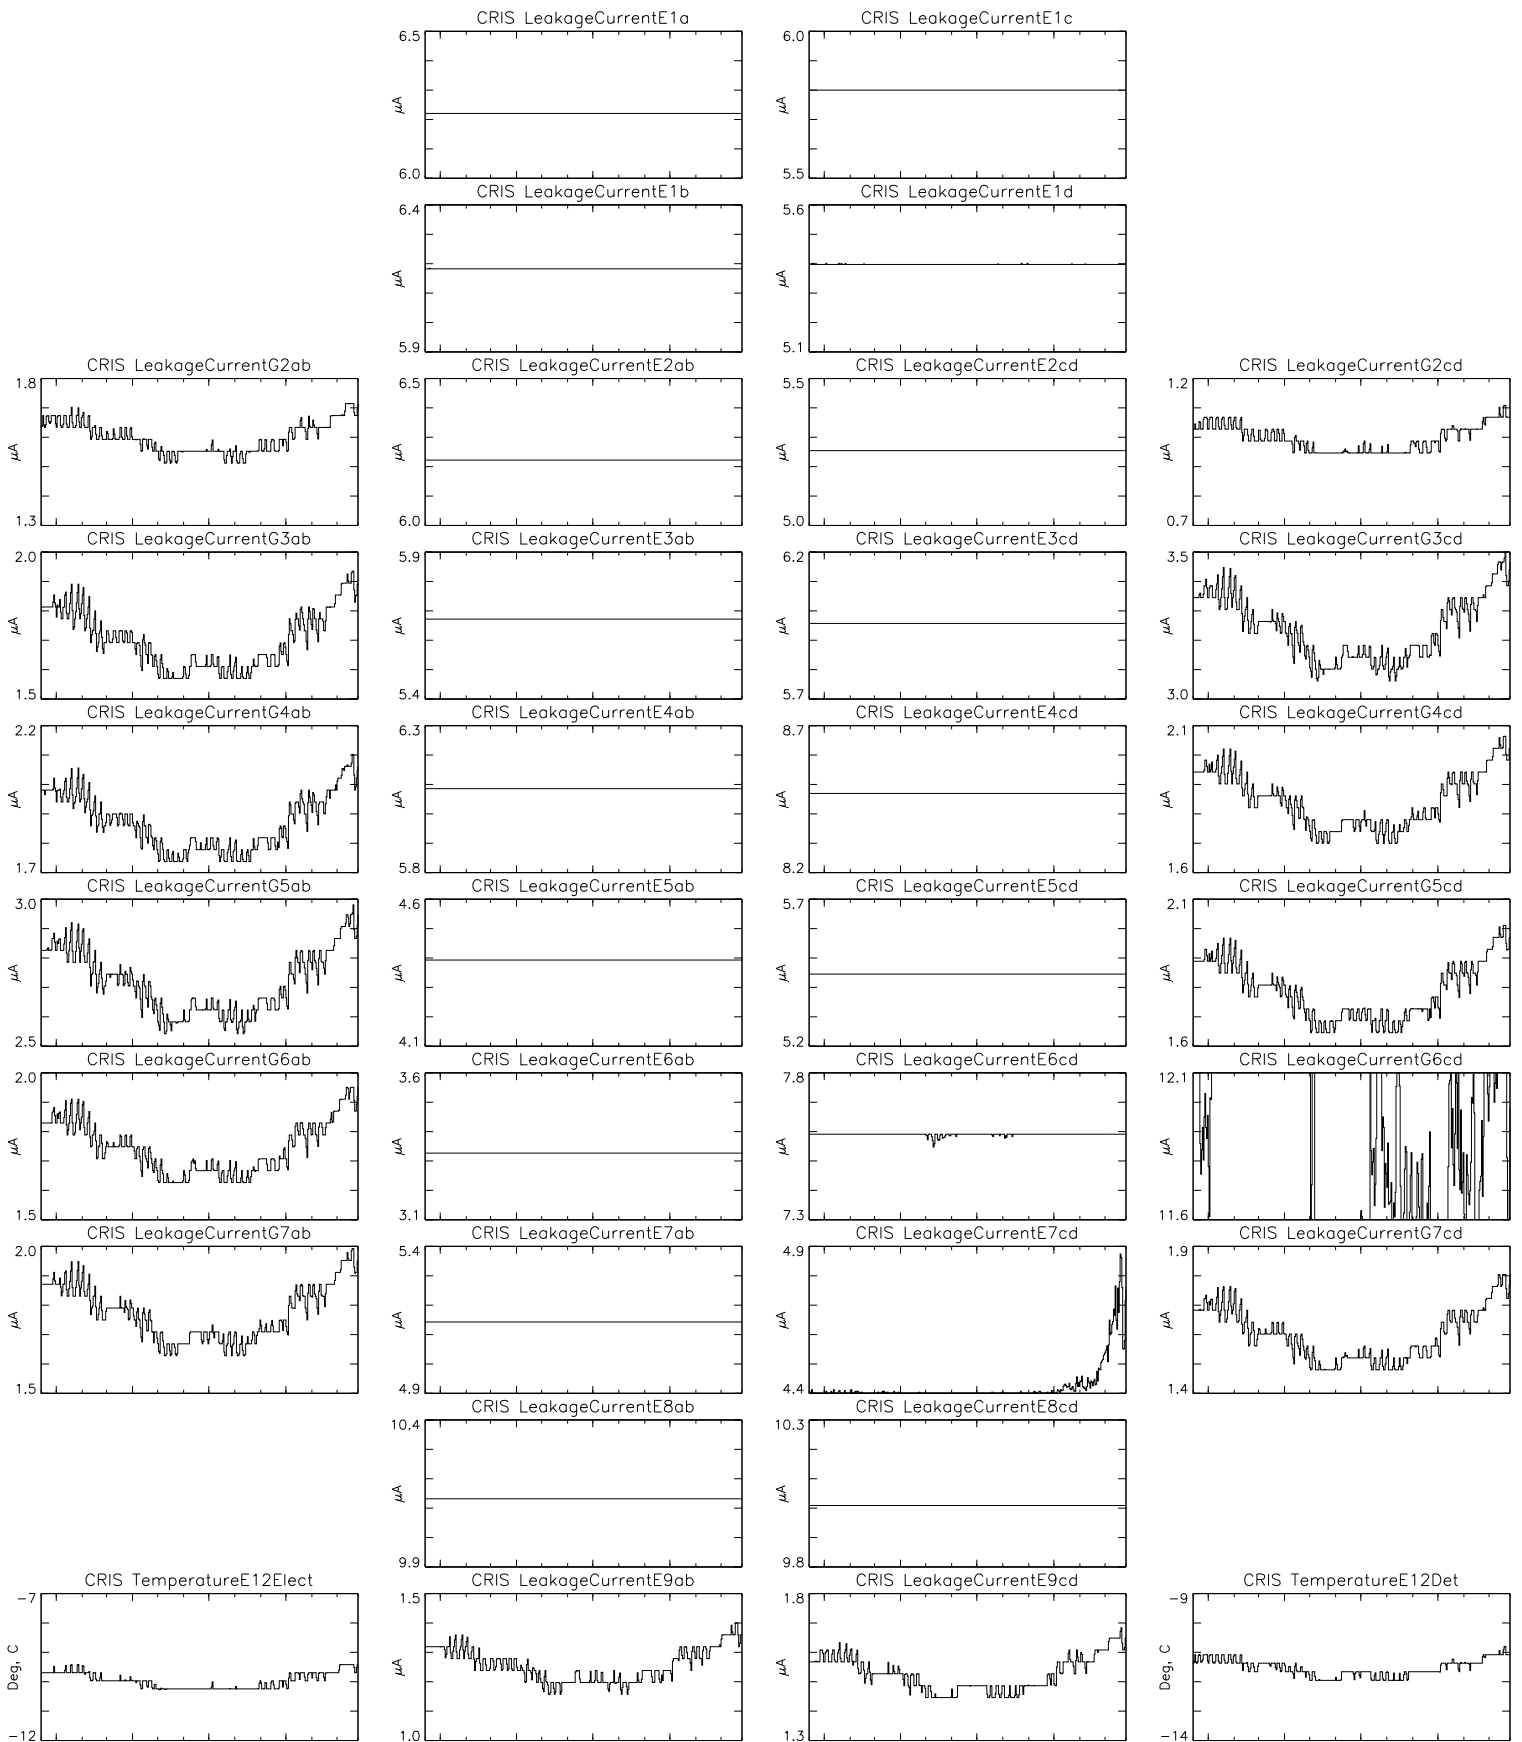 CRIS LeakageCurrentE1a
6.5
μA
6.0
CRIS LeakageCurrentE1c
6.0
μA
5.5
CRIS LeakageCurrentE1b
6.4
μA
5.9
CRIS LeakageCurrentE1d
5.6
μA
5.1
CRIS LeakageCurrentG2ab
1.8
μA
1.3
CRIS LeakageCurrentE2ab
6.5
μA
6.0
CRIS LeakageCurrentE2cd
5.5
μA
5.0
CRIS LeakageCurrentG2cd
1.2
μA
0.7
CRIS LeakageCurrentG3ab
2.0
μA
1.5
CRIS LeakageCurrentE3ab
5.9
μA
5.4
CRIS LeakageCurrentE3cd
6.2
μA
5.7
CRIS LeakageCurrentG3cd
3.5
μA
3.0
CRIS LeakageCurrentG4ab
2.2
μA
1.7
CRIS LeakageCurrentE4ab
6.3
μA
5.8
CRIS LeakageCurrentE4cd
8.7
μA
8.2
CRIS LeakageCurrentG4cd
2.1
μA
1.6
CRIS LeakageCurrentG5ab
3.0
μA
2.5
CRIS LeakageCurrentE5ab
4.6
μA
4.1
CRIS LeakageCurrentE5cd
5.7
μA
5.2
CRIS LeakageCurrentG5cd
2.1
μA
1.6
CRIS LeakageCurrentG6ab
2.0
μA
1.5
CRIS LeakageCurrentE6ab
3.6
μA
3.1
CRIS LeakageCurrentE6cd
7.8
μA
7.3
CRIS LeakageCurrentG6cd
12.1
μA
11.6
CRIS LeakageCurrentG7ab
2.0
μA
1.5
CRIS LeakageCurrentE7ab
5.4
μA
4.9
CRIS LeakageCurrentE7cd
4.9
μA
4.4
CRIS LeakageCurrentG7cd
1.9
μA
1.4
CRIS LeakageCurrentE8ab
10.4
μA
9.9
CRIS LeakageCurrentE8cd
10.3
μA
9.8
CRIS TemperatureE12Elect
−7
Deg, C
−12
CRIS LeakageCurrentE9ab
1.5
μA
1.0
CRIS LeakageCurrentE9cd
1.8
μA
1.3
CRIS TemperatureE12Det
−9
Deg, C
−14